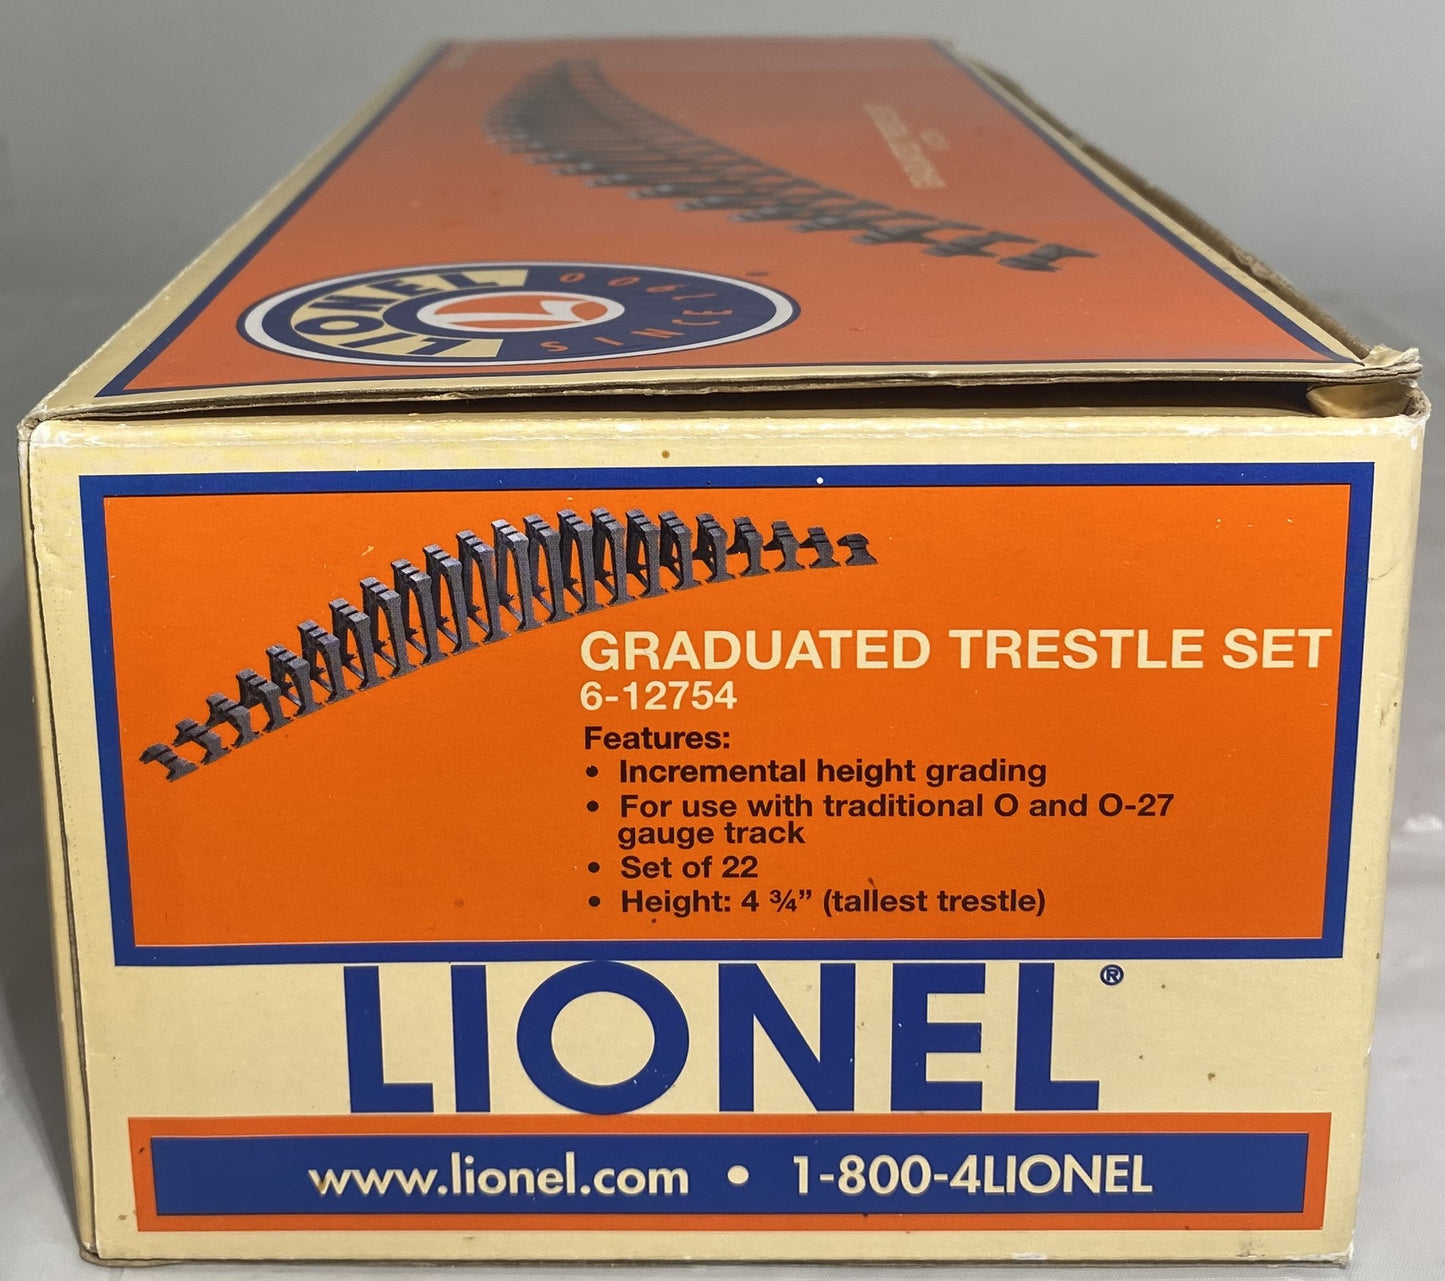 LIONEL
SINCE 1900
GRADUATED TRESTLE SET
6-12754
Features:
• Incremental height grading
• For use with traditional O and O-27
gauge track
• Set of 22
• Height: 4 ¾” (tallest trestle)
LIONEL®
www.lionel.com • 1-800-4LIONEL